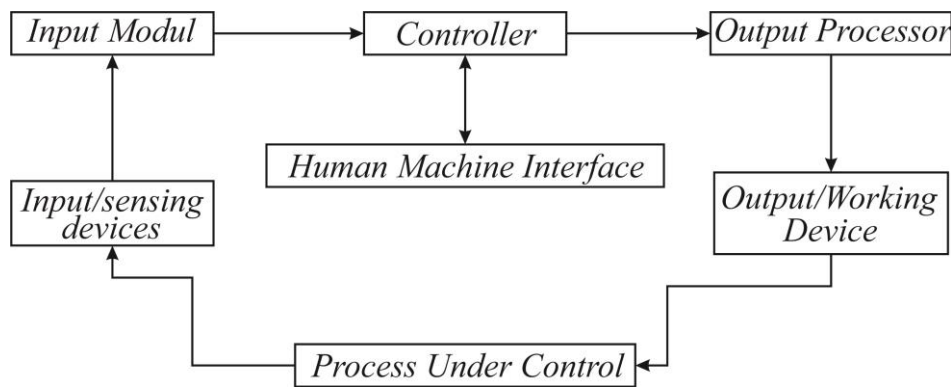 Input Modul
Controller
Output Processor
Human Machine Interface
Input/sensing
devices
Output/Working
Device
Process Under Control